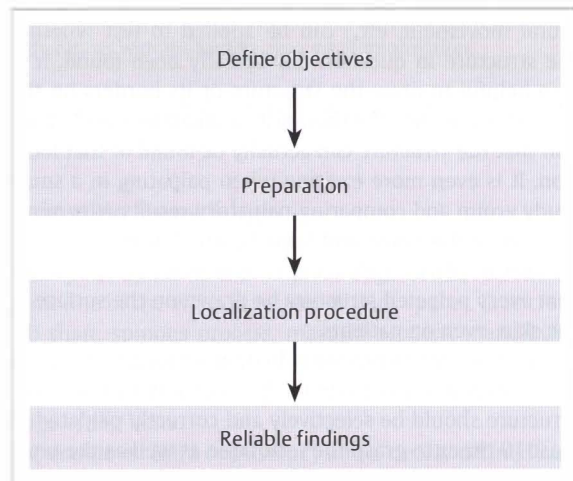 Define objectives
Preparation
Localization procedure
Reliable findings